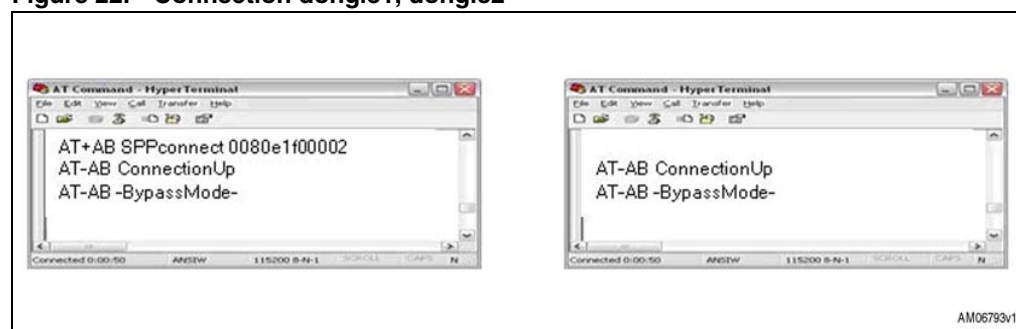 Figure 22. Connection dongle1, dongle2
AT Command - HyperTerminal
File Edit View Call Transfer Help
AT+AB SPPconnect 0080e1f00002
AT-AB ConnectionUp
AT-AB -BypassMode-
Connected 0:00:50 ANSIW 115200 8-N-1 SCROLL CAPS N
AT Command - HyperTerminal
File Edit View Call Transfer Help
AT-AB ConnectionUp
AT-AB -BypassMode-
Connected 0:00:50 ANSIW 115200 8-N-1 SCROLL CAPS N
AM06793v1